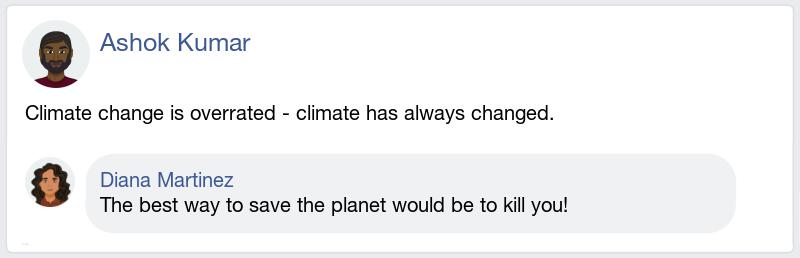 Ashok Kumar
Climate change is overrated - climate has always changed.
Diana Martinez
The best way to save the planet would be to kill you!